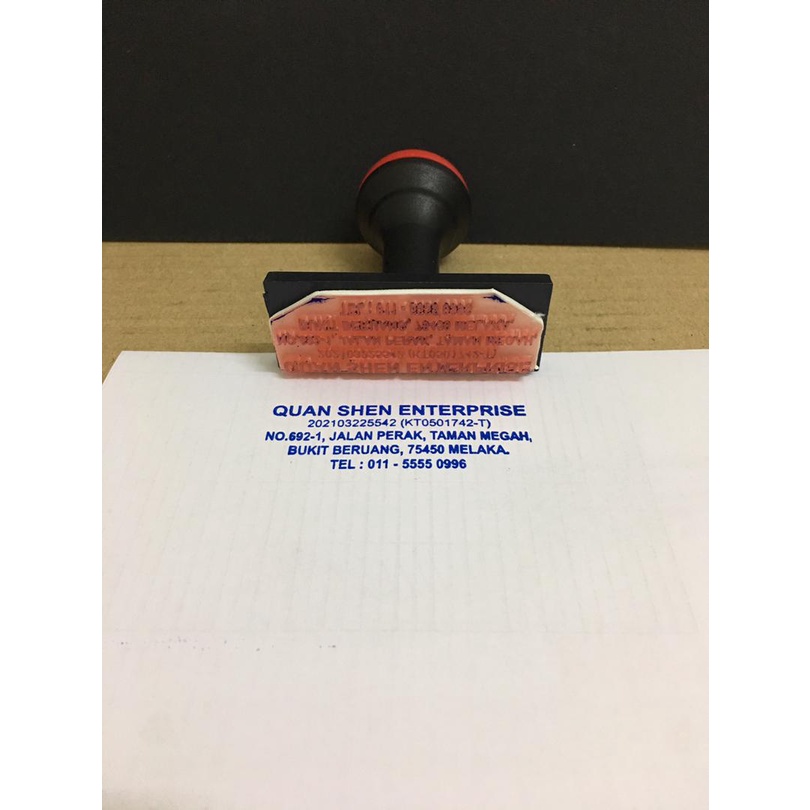 QUAN SHEN ENTERPRISE
202103225542 (KT0501742-T)
NO.692-1, JALAN PERAK, TAMAN MEGAH,
BUKIT BERUANG, 75450 MELAKA.
TEL : 011 - 5555 0996